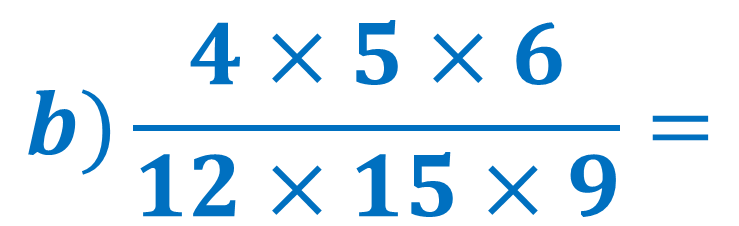 b) 4 × 5 × 6 / 12 × 15 × 9 =